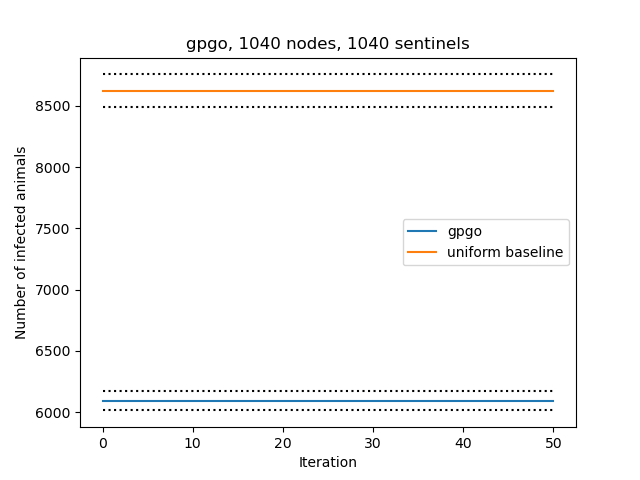 gpgo, 1040 nodes, 1040 sentinels
Number of infected animals
8500
8000
7500
7000
6500
6000
gpgo
uniform baseline
0 10 20 30 40 50
Iteration